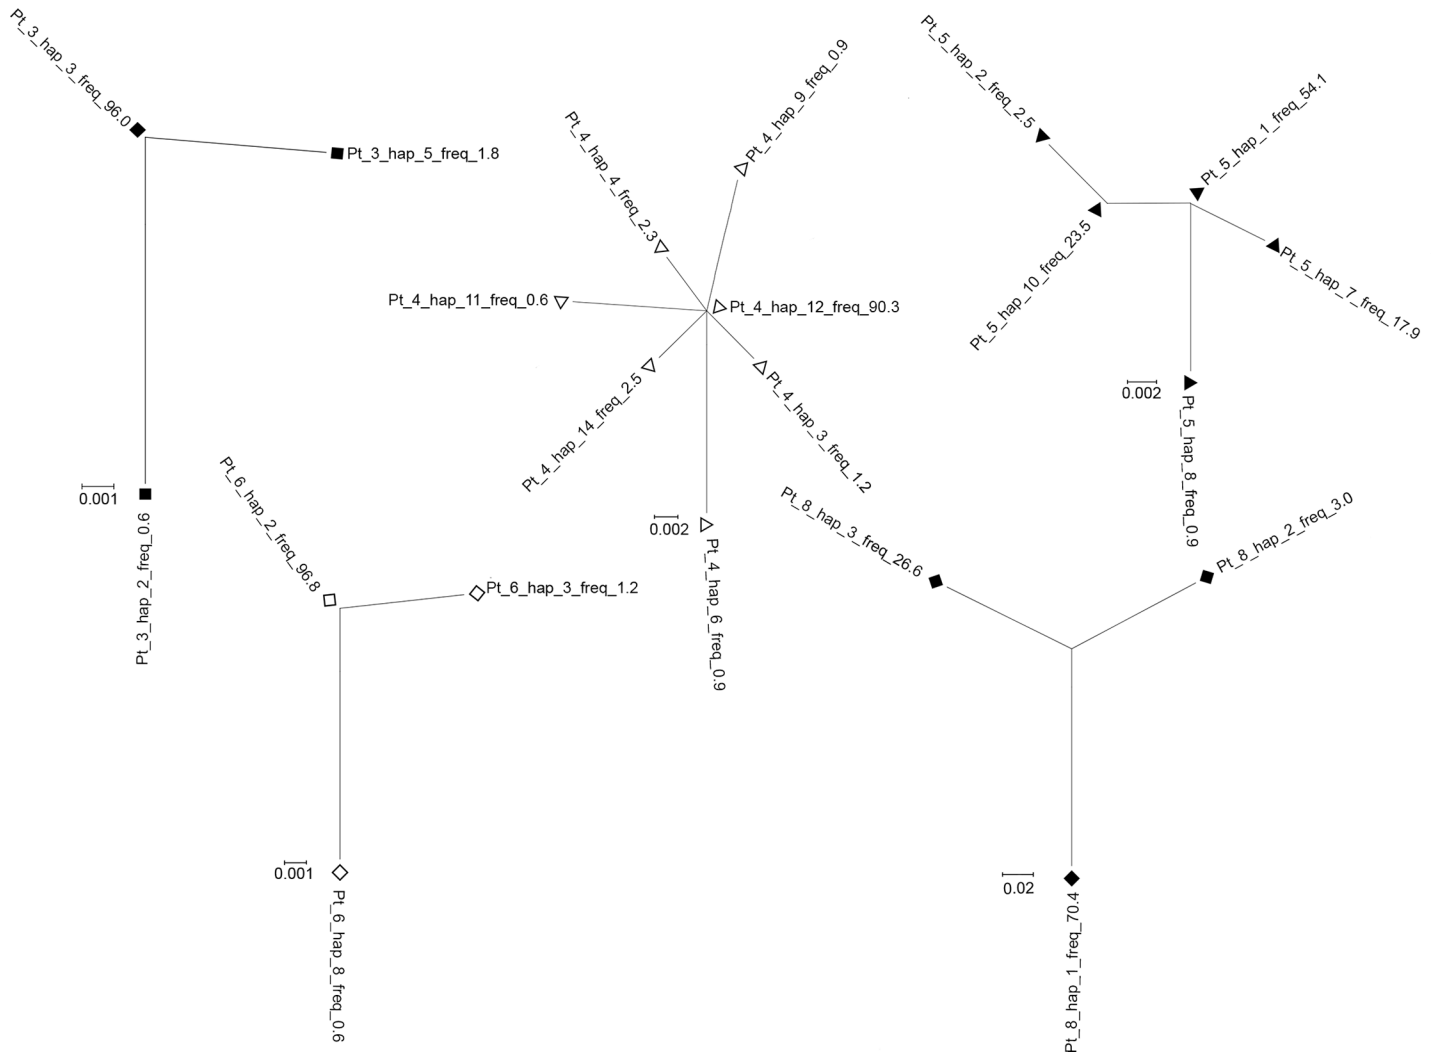 Pt_3_hap_3_freq_96.0
Pt_3_hap_5_freq_1.8
0.001
Pt_3_hap_2_freq_0.6
Pt_4_hap_9_freq_0.9
Pt_4_hap_4_freq_2.3
Pt_4_hap_11_freq_0.6
Pt_4_hap_12_freq_90.3
Pt_4_hap_14_freq_2.5
Pt_4_hap_3_freq_1.2
0.002
Pt_4_hap_6_freq_0.9
Pt_5_hap_2_freq_2.5
Pt_5_hap_1_freq_54.1
Pt_5_hap_10_freq_23.5
Pt_5_hap_7_freq_17.9
0.002
Pt_5_hap_8_freq_0.9
Pt_6_hap_2_freq_96.8
Pt_6_hap_3_freq_1.2
0.001
Pt_6_hap_8_freq_0.6
Pt_8_hap_3_freq_26.6
Pt_8_hap_2_freq_3.0
0.02
Pt_8_hap_1_freq_70.4